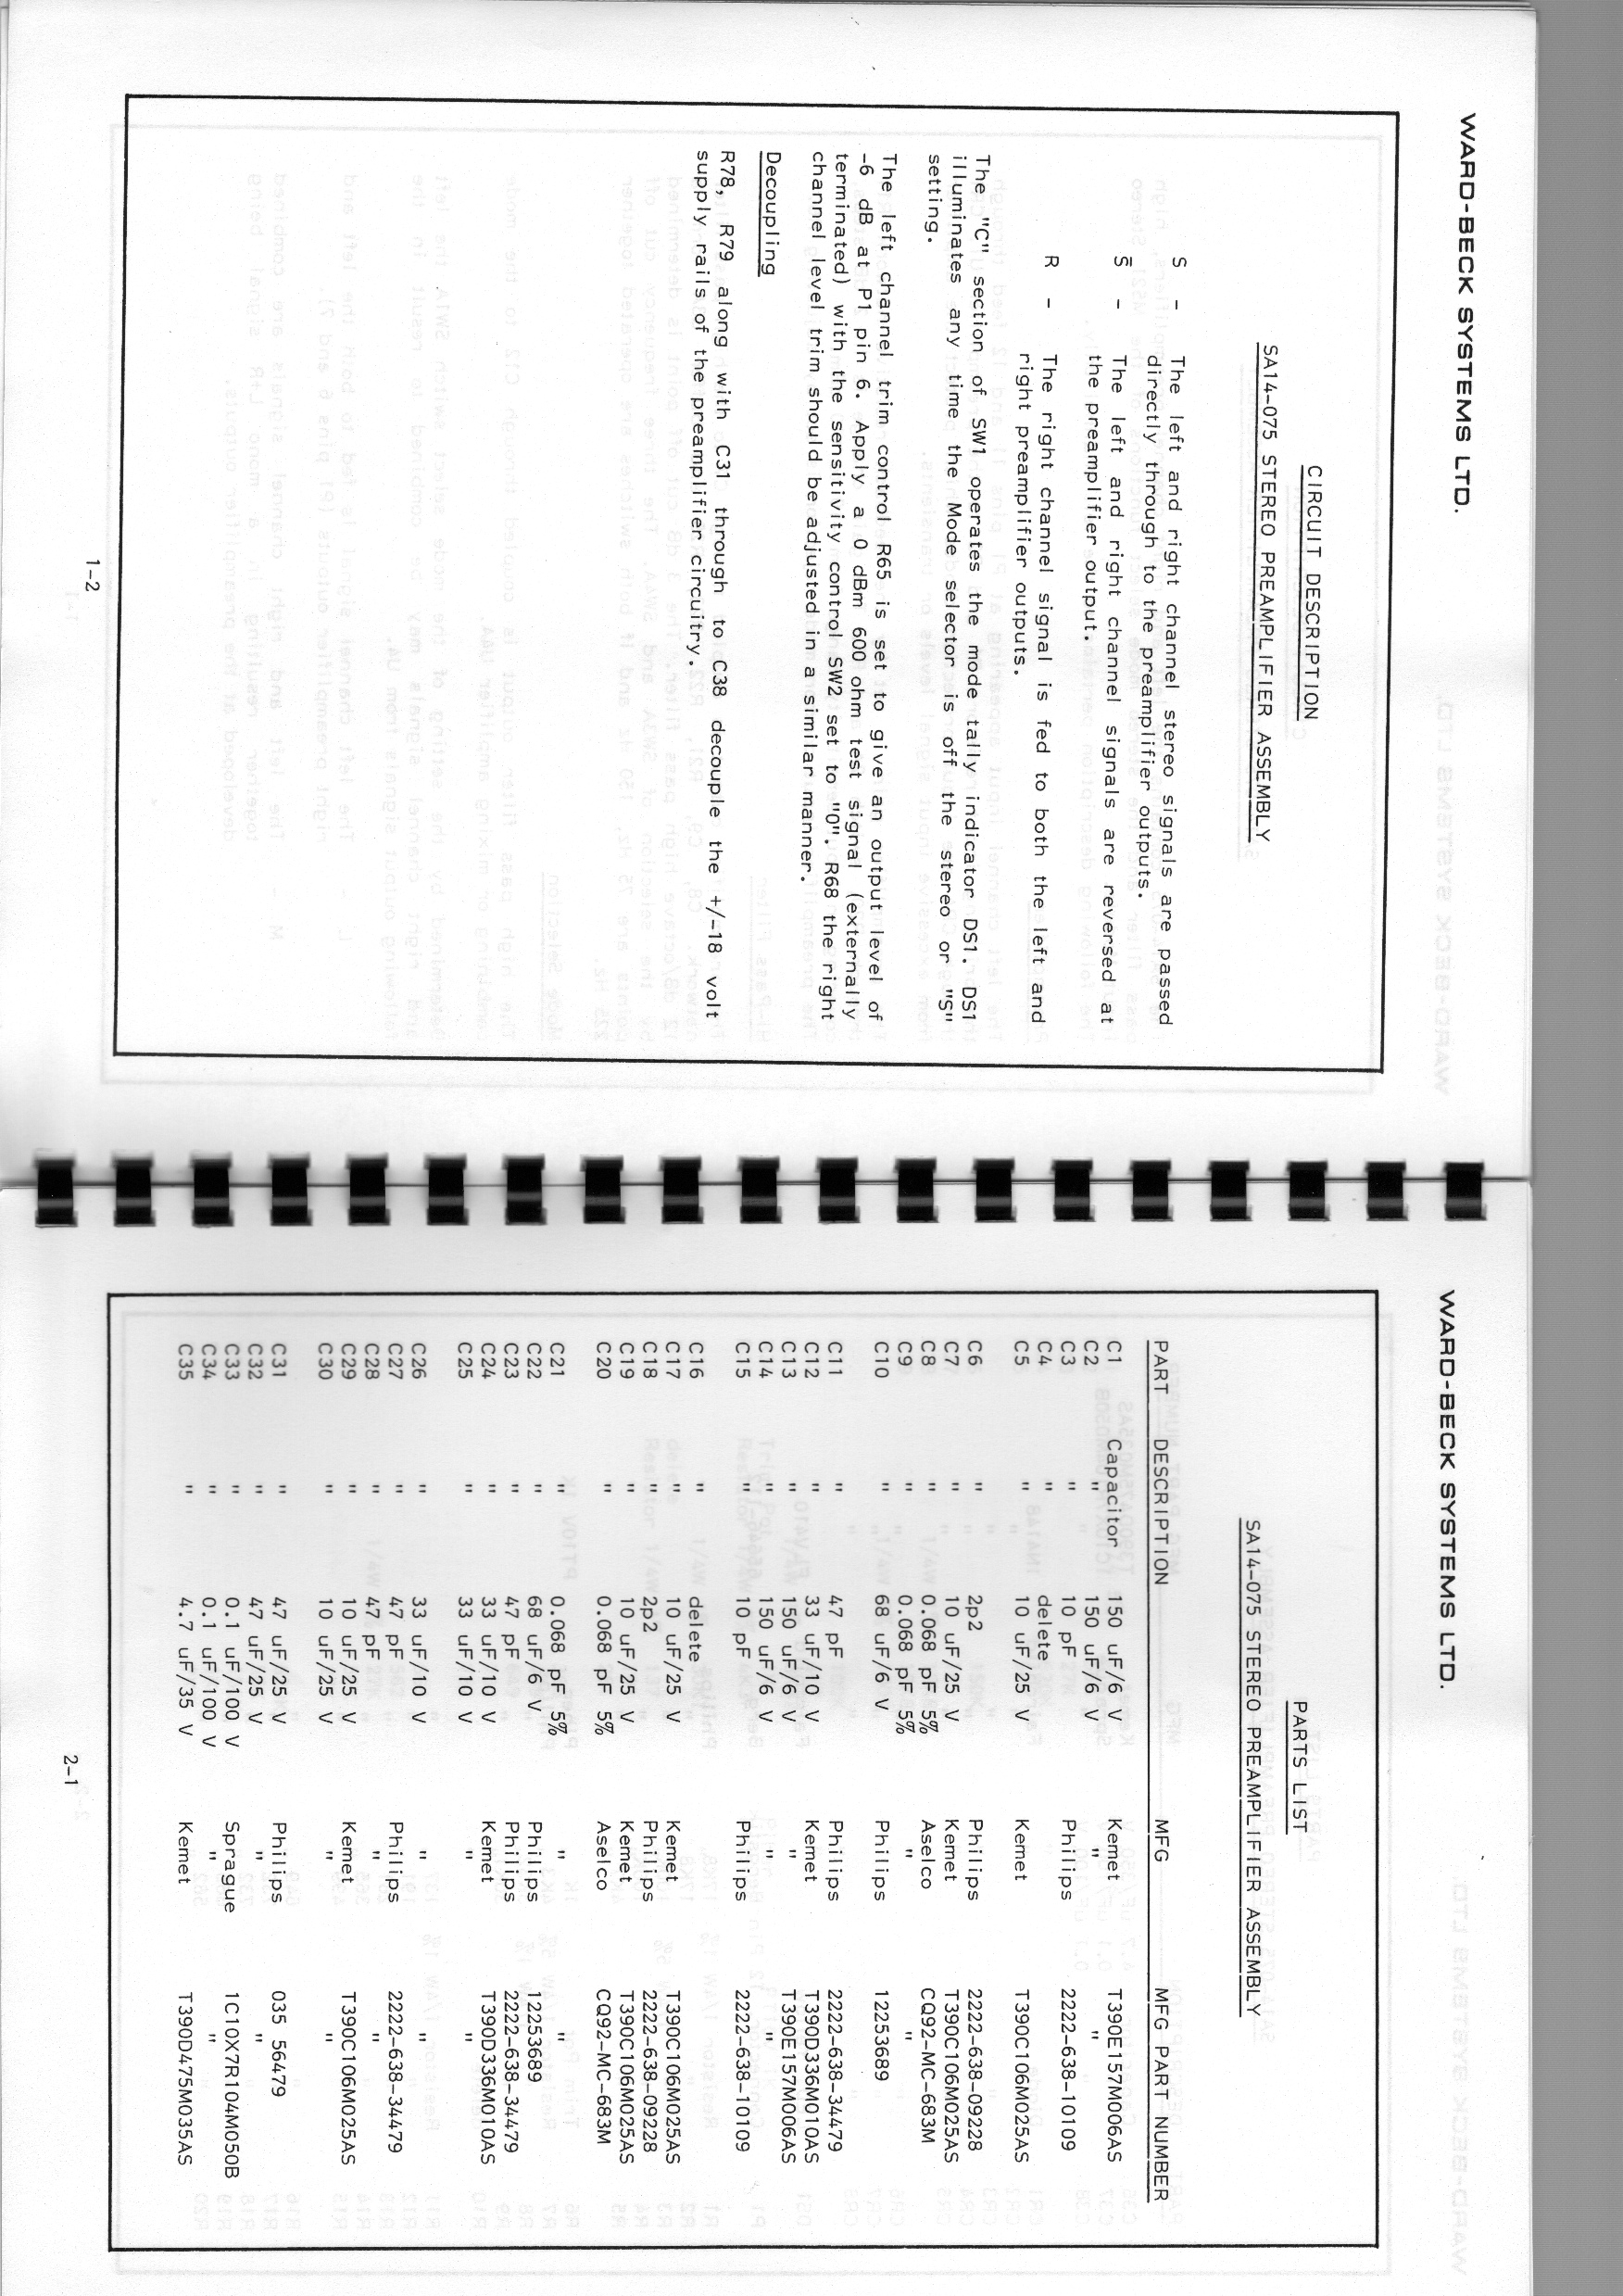 WARD-BECK SYSTEMS LTD.
CIRCUIT DESCRIPTION
SA14-075 STEREO PREAMPLIFIER ASSEMBLY
S - The left and right channel stereo signals are passed
directly through to the preamplifier outputs.
S̄ - The left and right channel signals are reversed at
the preamplifier output.
R - The right channel signal is fed to both the left and
right preamplifier outputs.
The "C" section of SW1 operates the mode tally indicator DS1. DS1
illuminates any time the Mode selector is off the stereo or "S"
setting.
The left channel trim control R65 is set to give an output level of
-6 dB at P1 pin 6. Apply a 0 dBm 600 ohm test signal (externally
terminated) with the sensitivity control SW2 set to "0". R68 the right
channel level trim should be adjusted in a similar manner.
Decoupling
R78, R79 along with C31 through to C38 decouple the +/-18 volt
supply rails of the preamplifier circuitry.
1-2
WARD-BECK SYSTEMS LTD.
PARTS LIST
SA14-075 STEREO PREAMPLIFIER ASSEMBLY
PART DESCRIPTION MFG MFG PART NUMBER
C1 Capacitor 150 uF/6 V Kemet T390E157M006AS
C2 " 150 uF/6 V " "
C3 " 10 pF Philips 2222-638-10109
C4 " delete
C5 " 10 uF/25 V Kemet T390C106M025AS
C6 " 2p2 Philips 2222-638-09228
C7 " 10 uF/25 V Kemet T390C106M025AS
C8 " 0.068 pF 5% Aselco CQ92-MC-683M
C9 " 0.068 pF 5% " "
C10 " 68 uF/6 V Philips 12253689
C11 " 47 pF Philips 2222-638-34479
C12 " 33 uF/10 V Kemet T390D336M010AS
C13 " 150 uF/6 V " T390E157M006AS
C14 " 150 uF/6 V " "
C15 " 10 pF Philips 2222-638-10109
C16 " delete
C17 " 10 uF/25 V Kemet T390C106M025AS
C18 " 2p2 Philips 2222-638-09228
C19 " 10 uF/25 V Kemet T390C106M025AS
C20 " 0.068 pF 5% Aselco CQ92-MC-683M
C21 " 0.068 pF 5% " "
C22 " 68 uF/6 V Philips 12253689
C23 " 47 pF Philips 2222-638-34479
C24 " 33 uF/10 V Kemet T390D336M010AS
C25 " 33 uF/10 V " "
C26 " 33 uF/10 V " "
C27 " 47 pF Philips 2222-638-34479
C28 " 47 pF " "
C29 " 10 uF/25 V Kemet T390C106M025AS
C30 " 10 uF/25 V " "
C31 " 47 uF/25 V Philips 035 56479
C32 " 47 uF/25 V " "
C33 " 0.1 uF/100 V Sprague 1C10X7R104M050B
C34 " 0.1 uF/100 V " "
C35 " 4.7 uF/35 V Kemet T390D475M035AS
2-1